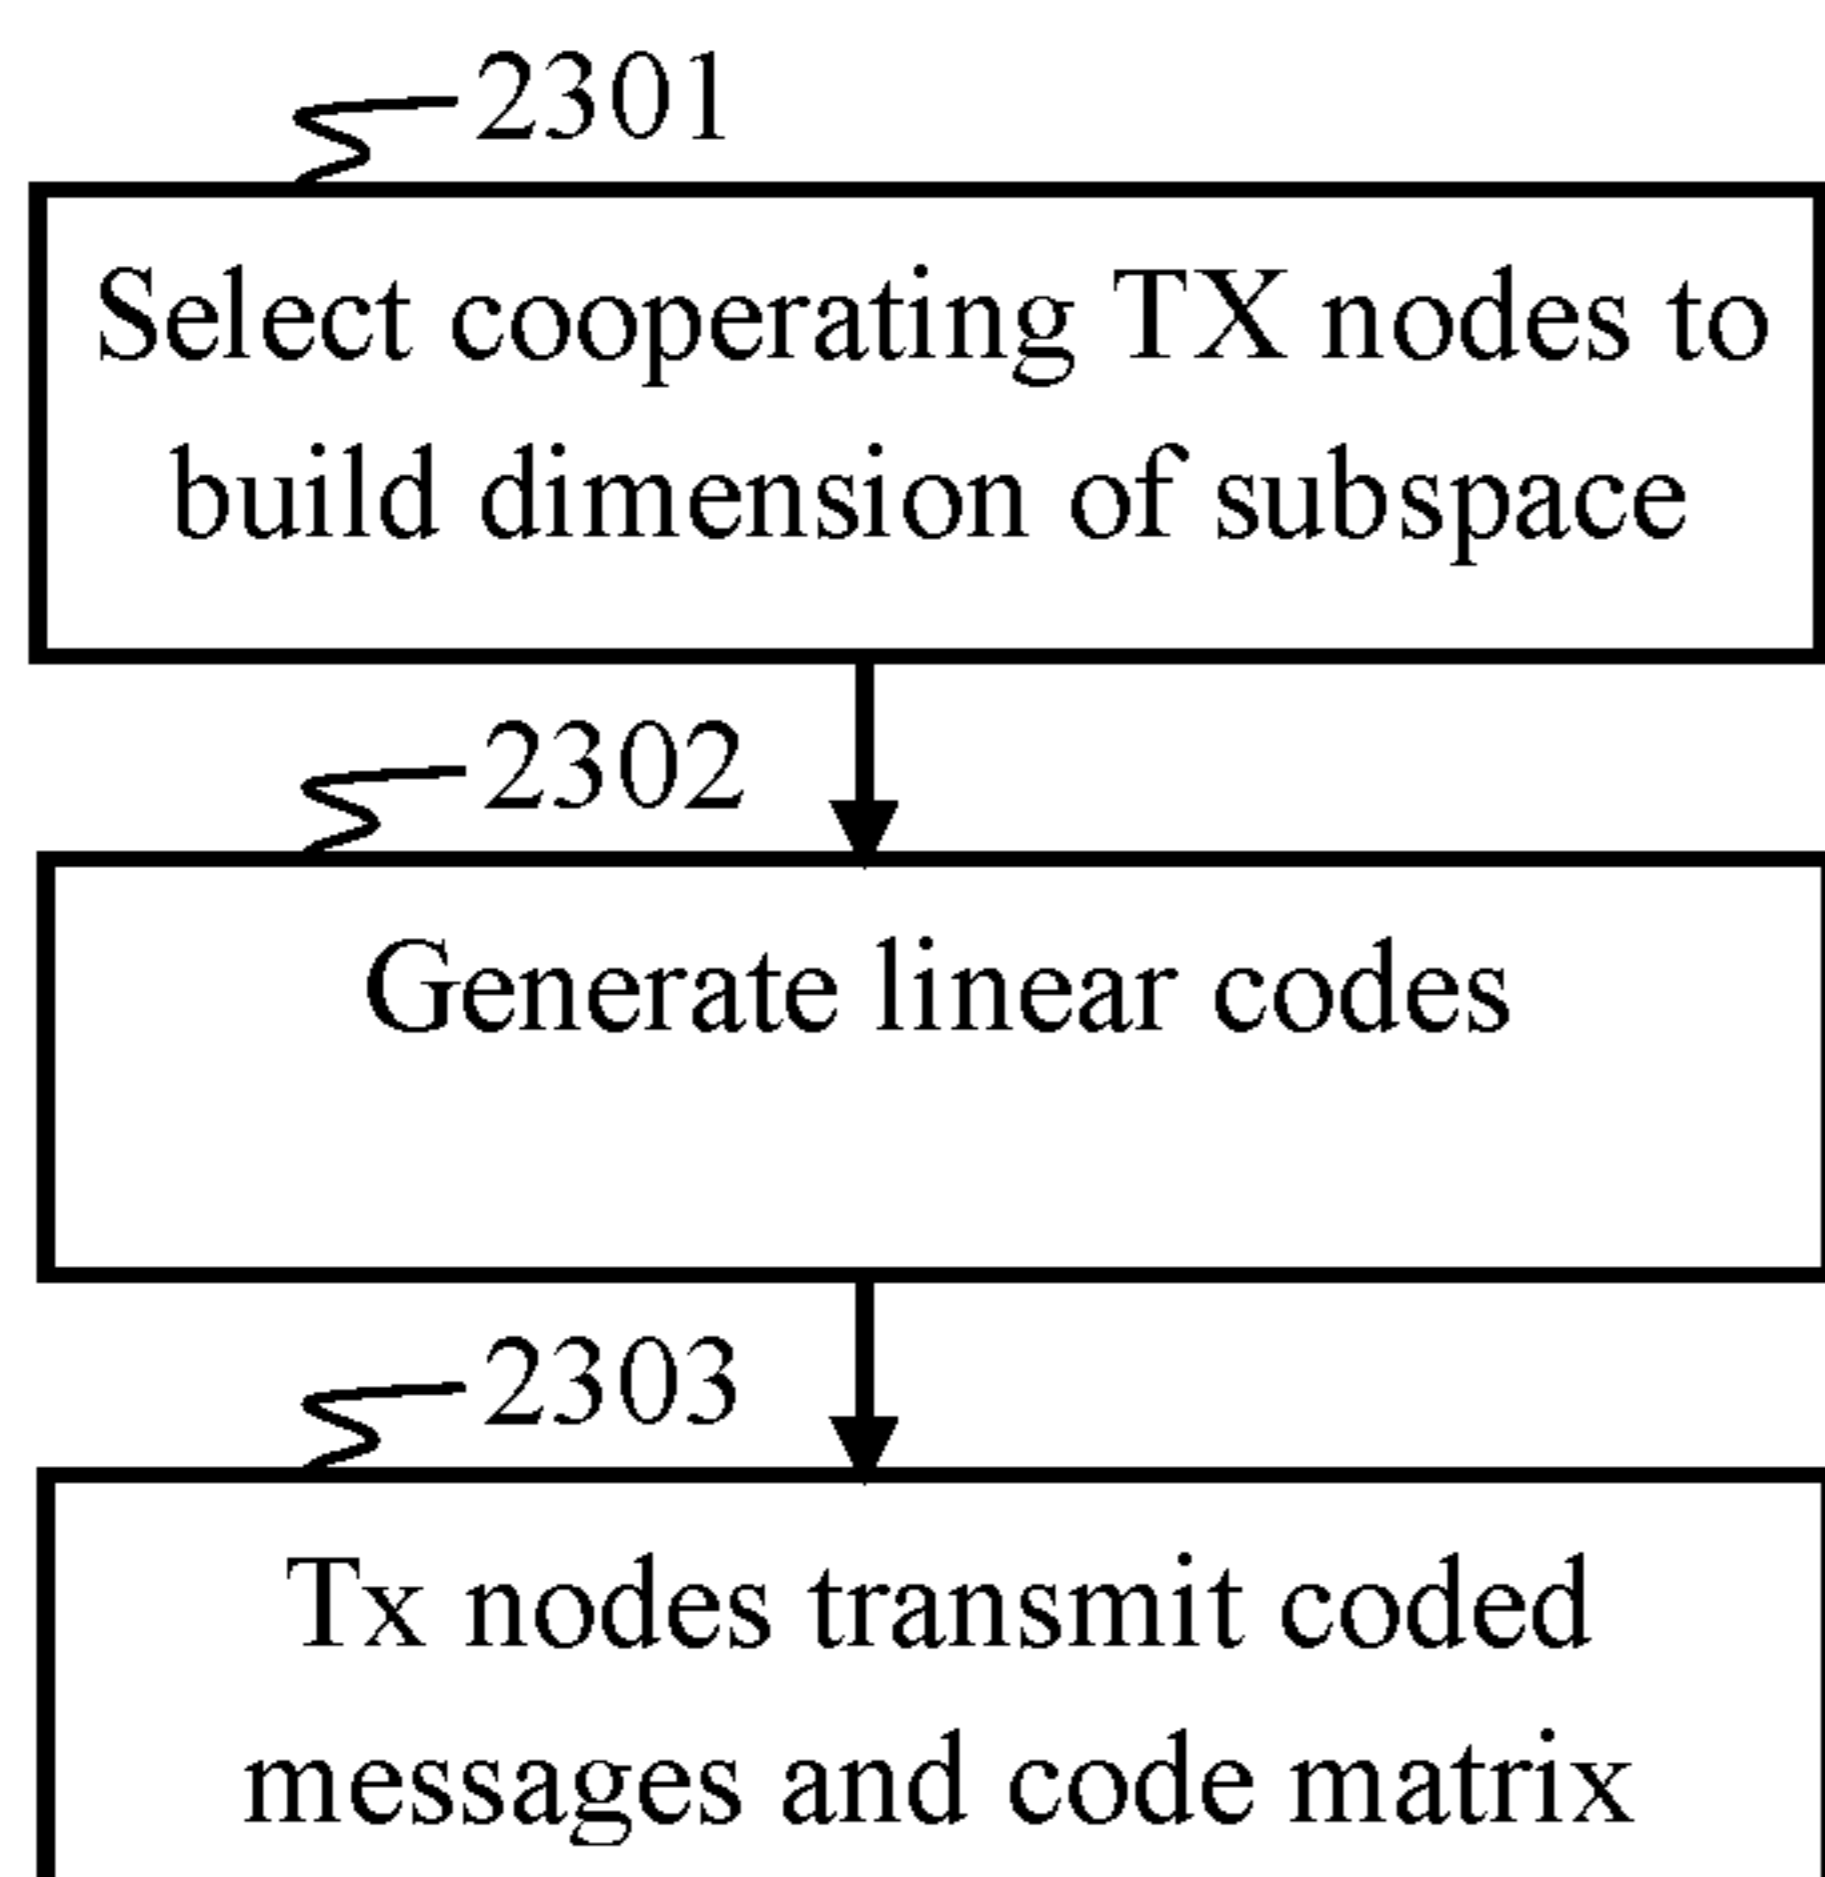 2301
Select cooperating TX nodes to
build dimension of subspace
2302
Generate linear codes
2303
Tx nodes transmit coded
messages and code matrix